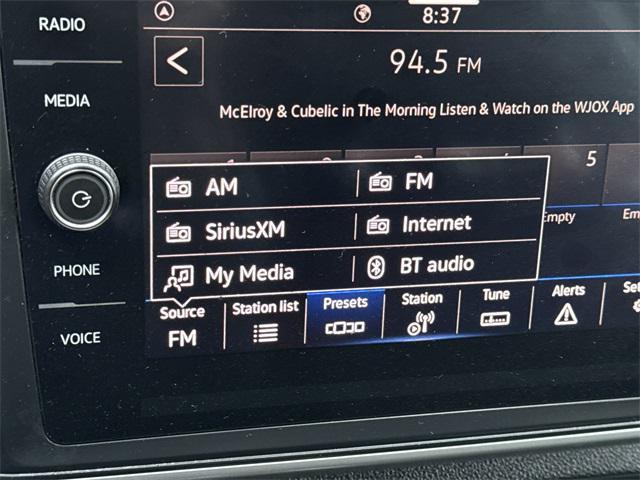 RADIO
8:37
94.5 FM
MEDIA
McElroy & Cubelic in The Morning Listen & Watch on the WJOX App
5
AM
FM
SiriusXM
Internet
Empty
My Media
BT audio
PHONE
Source
Station list
Presets
Station
Tune
Alerts
FM
VOICE